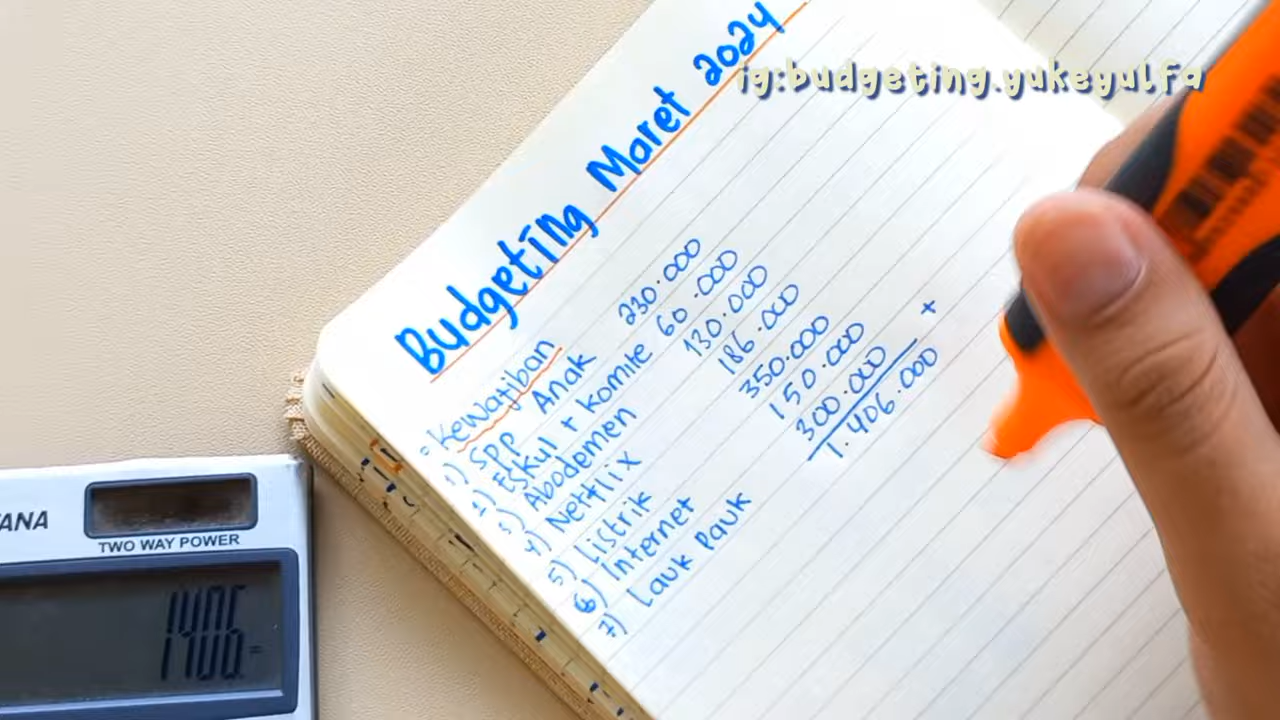 ig:budgeting.yukeyulfa
Budgeting Maret 2024
Kewajiban
1) SPP Anak 230.000
2) Eskul + Komite 60.000
3) Abodemen 130.000
4) Netflix 186.000
5) Listrik 350.000
6) Internet 150.000
7) Lauk Pauk 300.000 +
1.406.000
TANA
TWO WAY POWER
1406